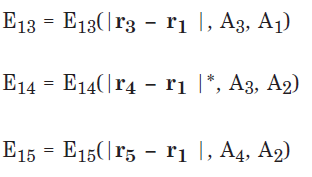 E₁₃ = E₁₃(|r₃ − r₁ |, A₃, A₁)
E₁₄ = E₁₄(|r₄ − r₁ |*, A₃, A₂)
E₁₅ = E₁₅(|r₅ − r₁ |, A₄, A₂)